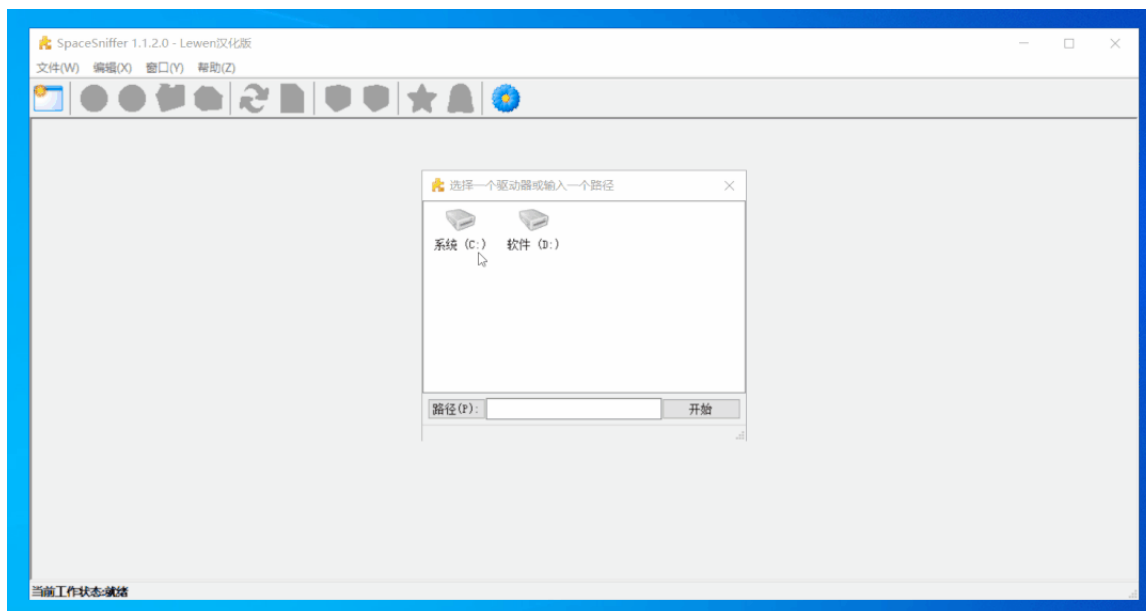 SpaceSniffer 1.1.2.0 - Lewen汉化版
文件(W) 编辑(X) 窗口(Y) 帮助(Z)
选择一个驱动器或输入一个路径
系统 (C:) 软件 (D:)
路径(P): 开始
当前工作状态:就绪